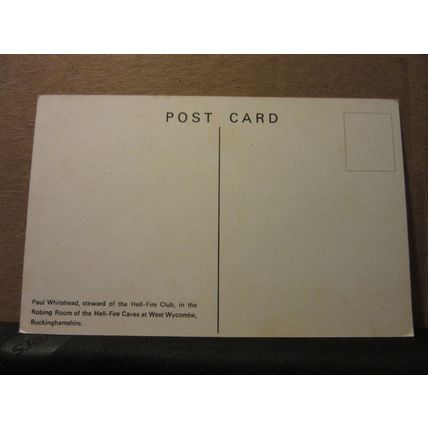 POST CARD
Paul Whitehead, steward of the Hell-Fire Club, in the
Robing Room of the Hell-Fire Caves at West Wycombe,
Buckinghamshire.